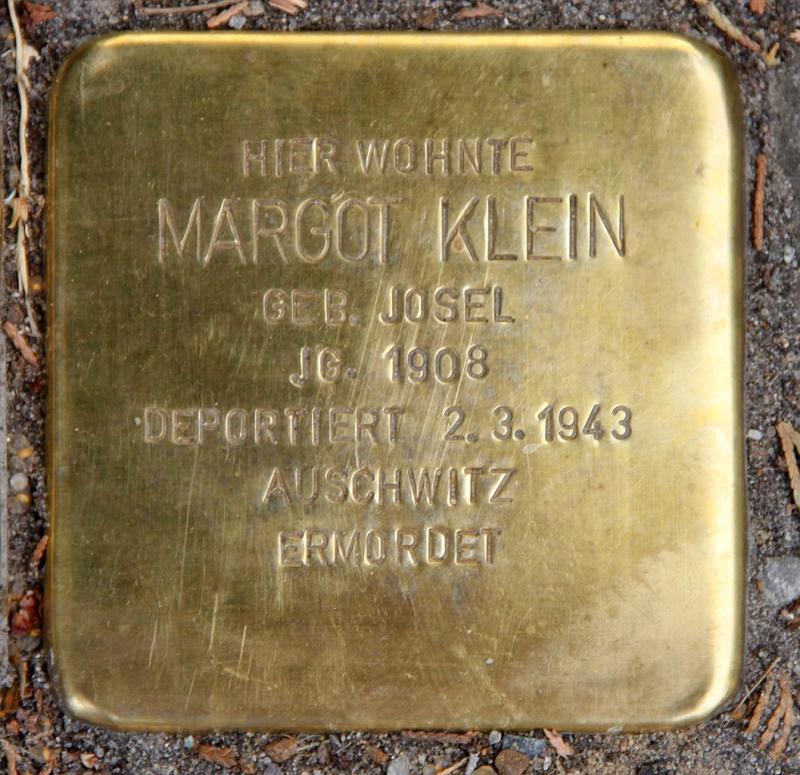 HIER WOHNTE
MARGOT KLEIN
GEB. JOSEL
JG. 1908
DEPORTIERT 2.3.1943
AUSCHWITZ
ERMORDET